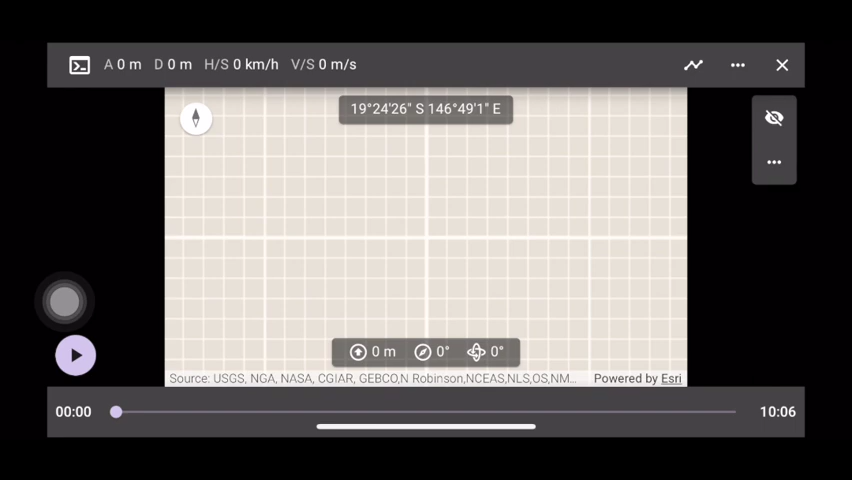 A 0 m D 0 m H/S 0 km/h V/S 0 m/s
19°24'26" S 146°49'1" E
0 m 0° 0°
Source: USGS, NGA, NASA, CGIAR, GEBCO,N Robinson,NCEAS,NLS,OS,NM... Powered by Esri
00:00 10:06